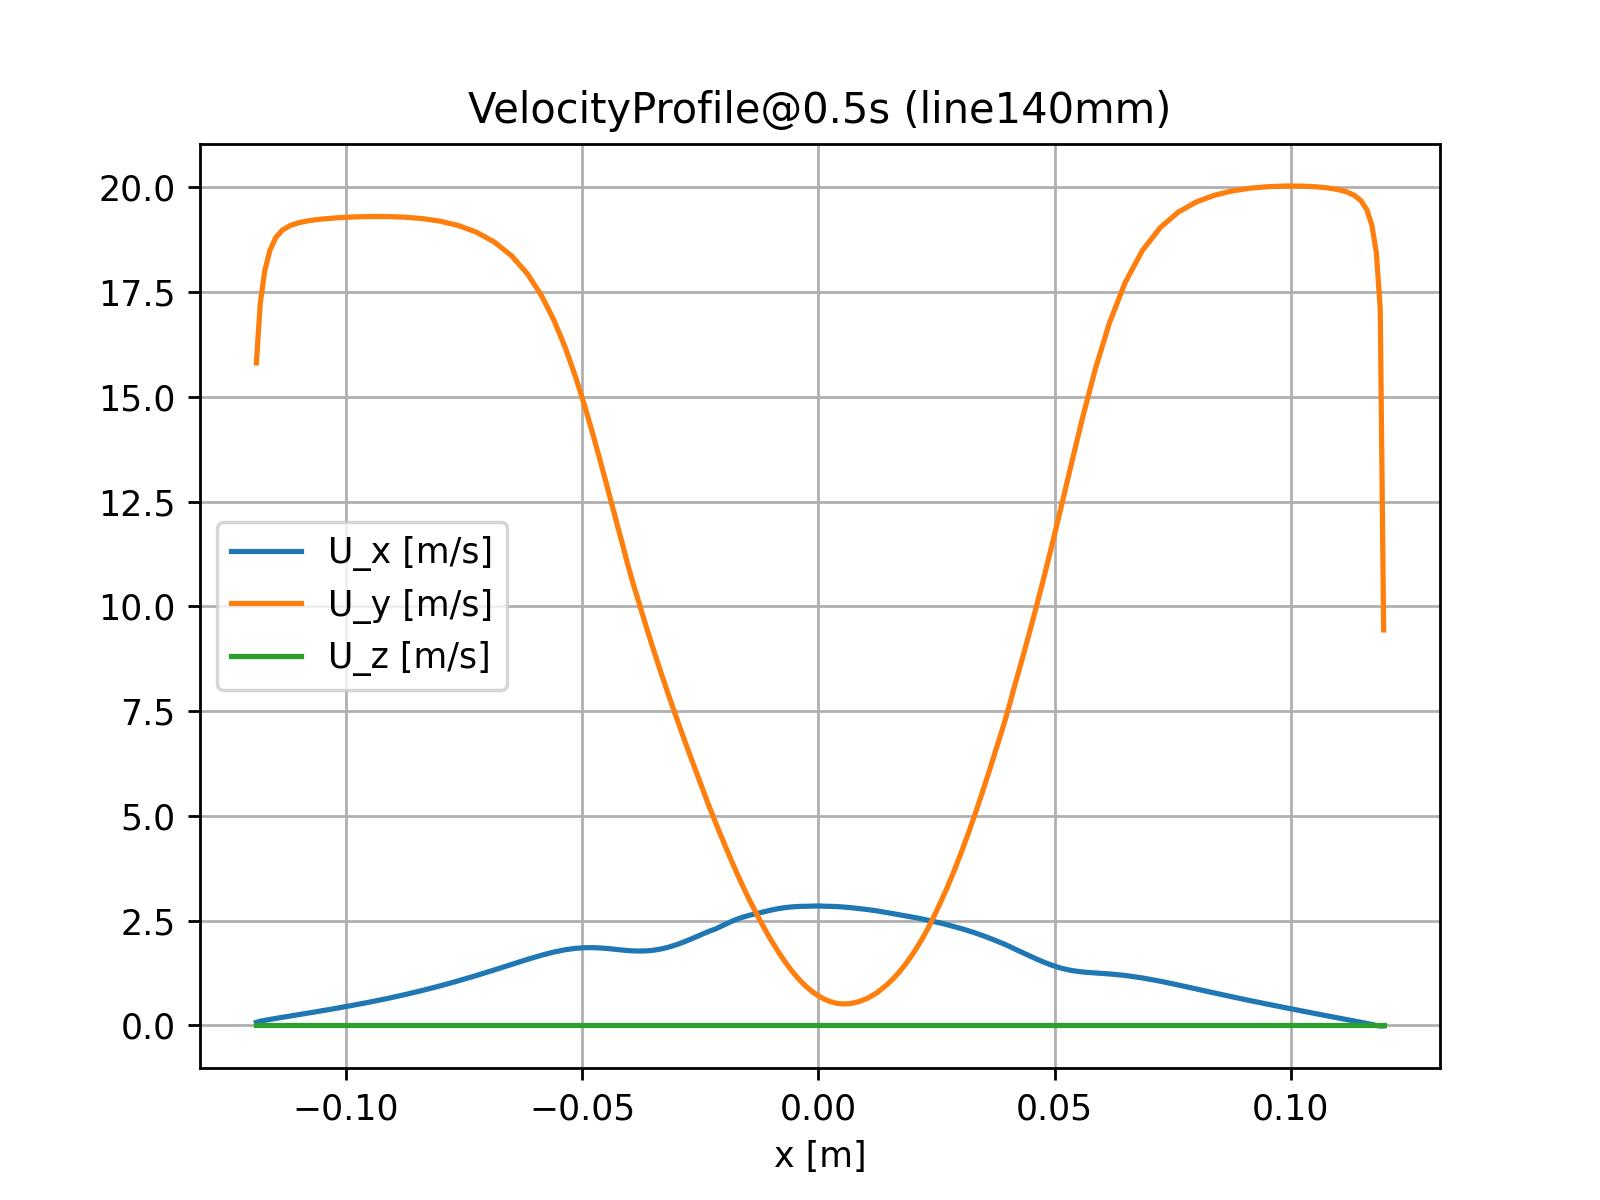 VelocityProfile@0.5s (line140mm)
20.0
17.5
15.0
12.5
10.0
7.5
5.0
2.5
0.0
U_x [m/s]
U_y [m/s]
U_z [m/s]
−0.10 −0.05 0.00 0.05 0.10
x [m]